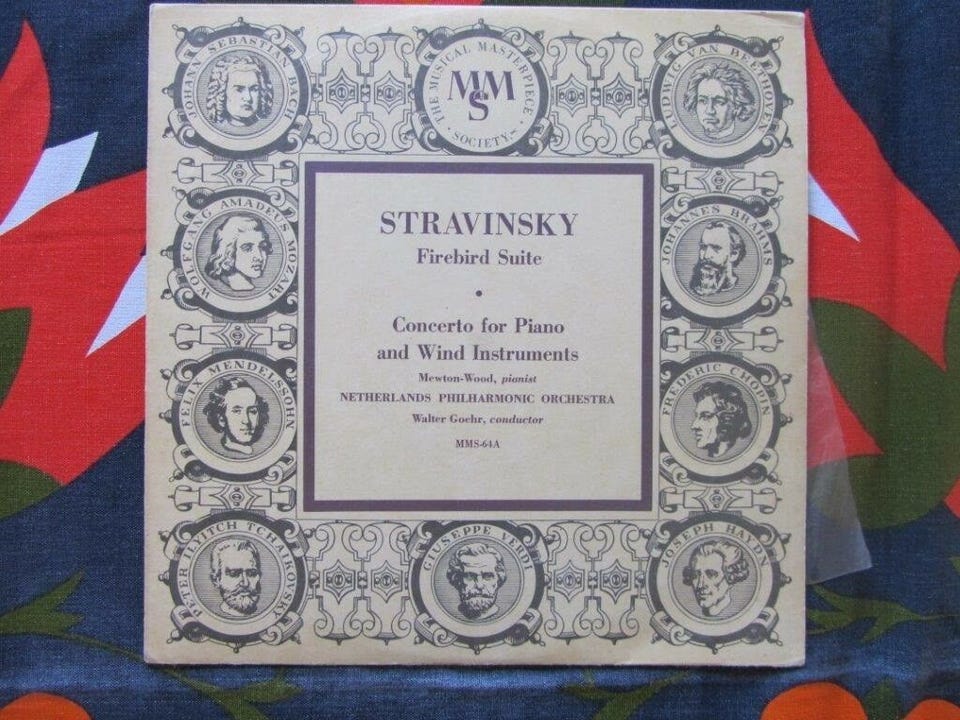 JOHANN SEBASTIAN BACH
THE MUSICAL MASTERPIECE
MMS
· SOCIETY ·
LUDWIG VAN BEETHOVEN
WOLFGANG AMADEUS MOZART
JOHANNES BRAHMS
STRAVINSKY
Firebird Suite
•
Concerto for Piano
and Wind Instruments
Mewton-Wood, pianist
NETHERLANDS PHILHARMONIC ORCHESTRA
Walter Goehr, conductor
MMS-64A
FELIX MENDELSSOHN
FREDERIC CHOPIN
PETER ILYITCH TCHAIKOVSKY
GIUSEPPE VERDI
JOSEPH HAYDN